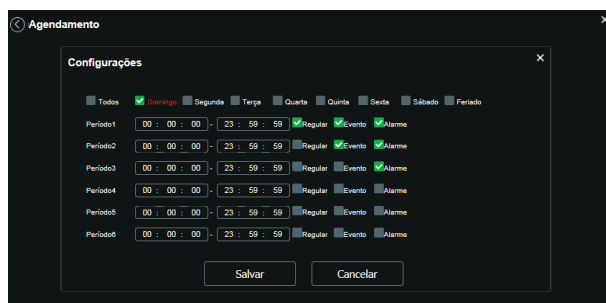 Agendamento
Configurações
Todos Domingo Segunda Terça Quarta Quinta Sexta Sábado Feriado
Período1 00 : 00 : 00 - 23 : 59 : 59 Regular Evento Alarme
Período2 00 : 00 : 00 - 23 : 59 : 59 Regular Evento Alarme
Período3 00 : 00 : 00 - 23 : 59 : 59 Regular Evento Alarme
Período4 00 : 00 : 00 - 23 : 59 : 59 Regular Evento Alarme
Período5 00 : 00 : 00 - 23 : 59 : 59 Regular Evento Alarme
Período6 00 : 00 : 00 - 23 : 59 : 59 Regular Evento Alarme
Salvar Cancelar